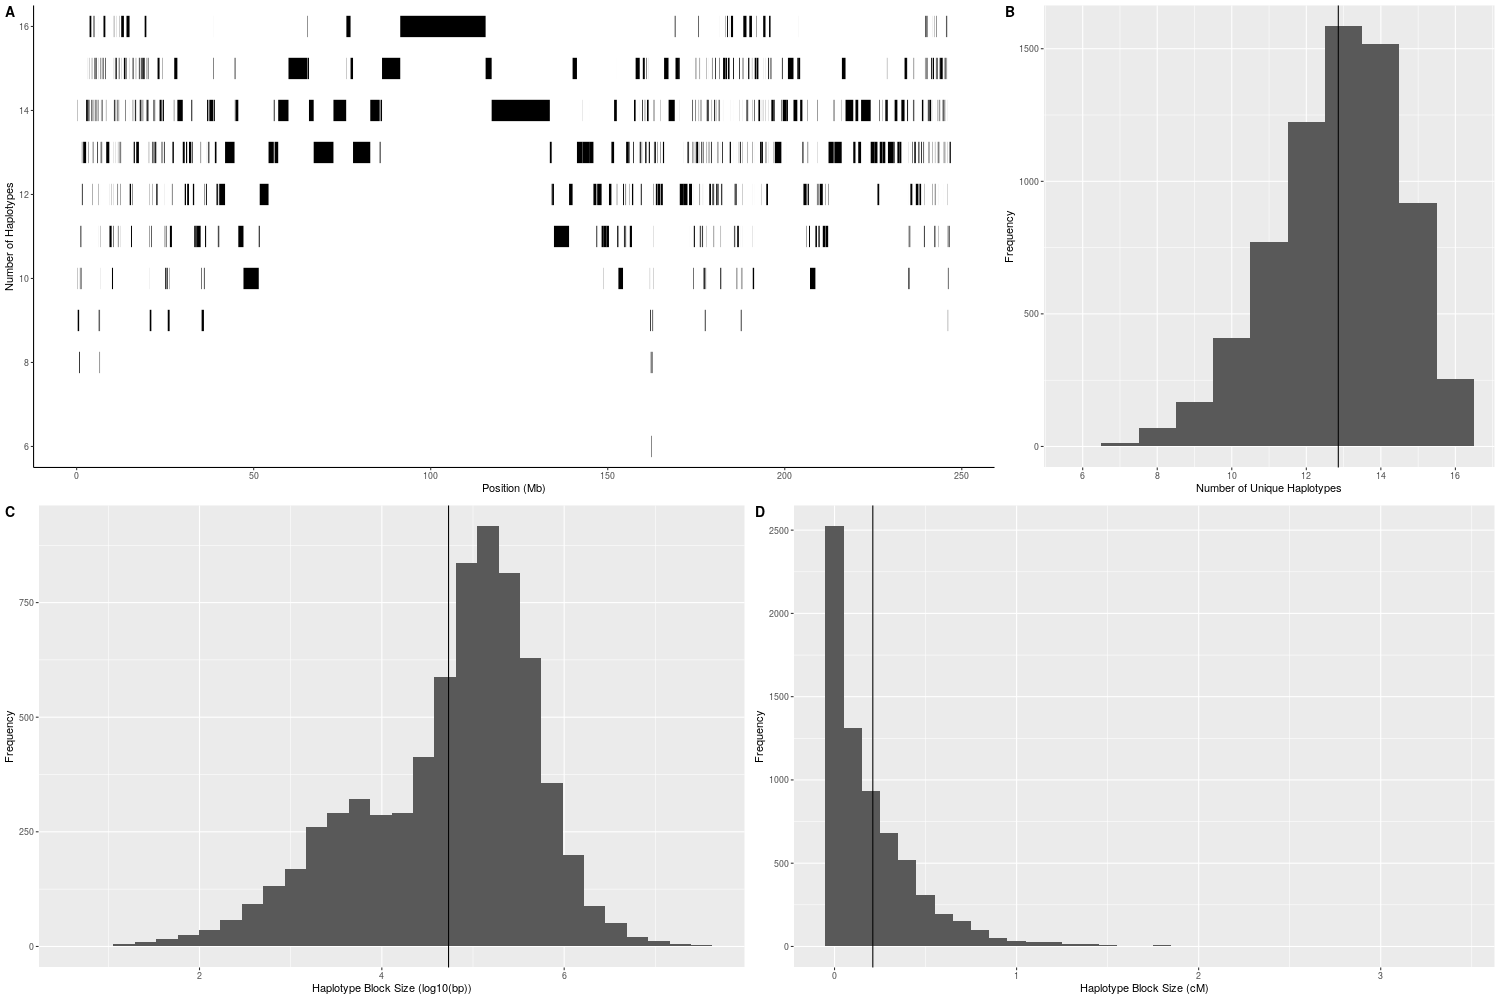 A
Number of Haplotypes
16
14
12
10
8
6
0 50 100 150 200 250
Position (Mb)
B
Frequency
1500
1000
500
0
6 8 10 12 14 16
Number of Unique Haplotypes
C
Frequency
750
500
250
0
2 4 6
Haplotype Block Size (log10(bp))
D
Frequency
2500
2000
1500
1000
500
0
0 1 2 3
Haplotype Block Size (cM)